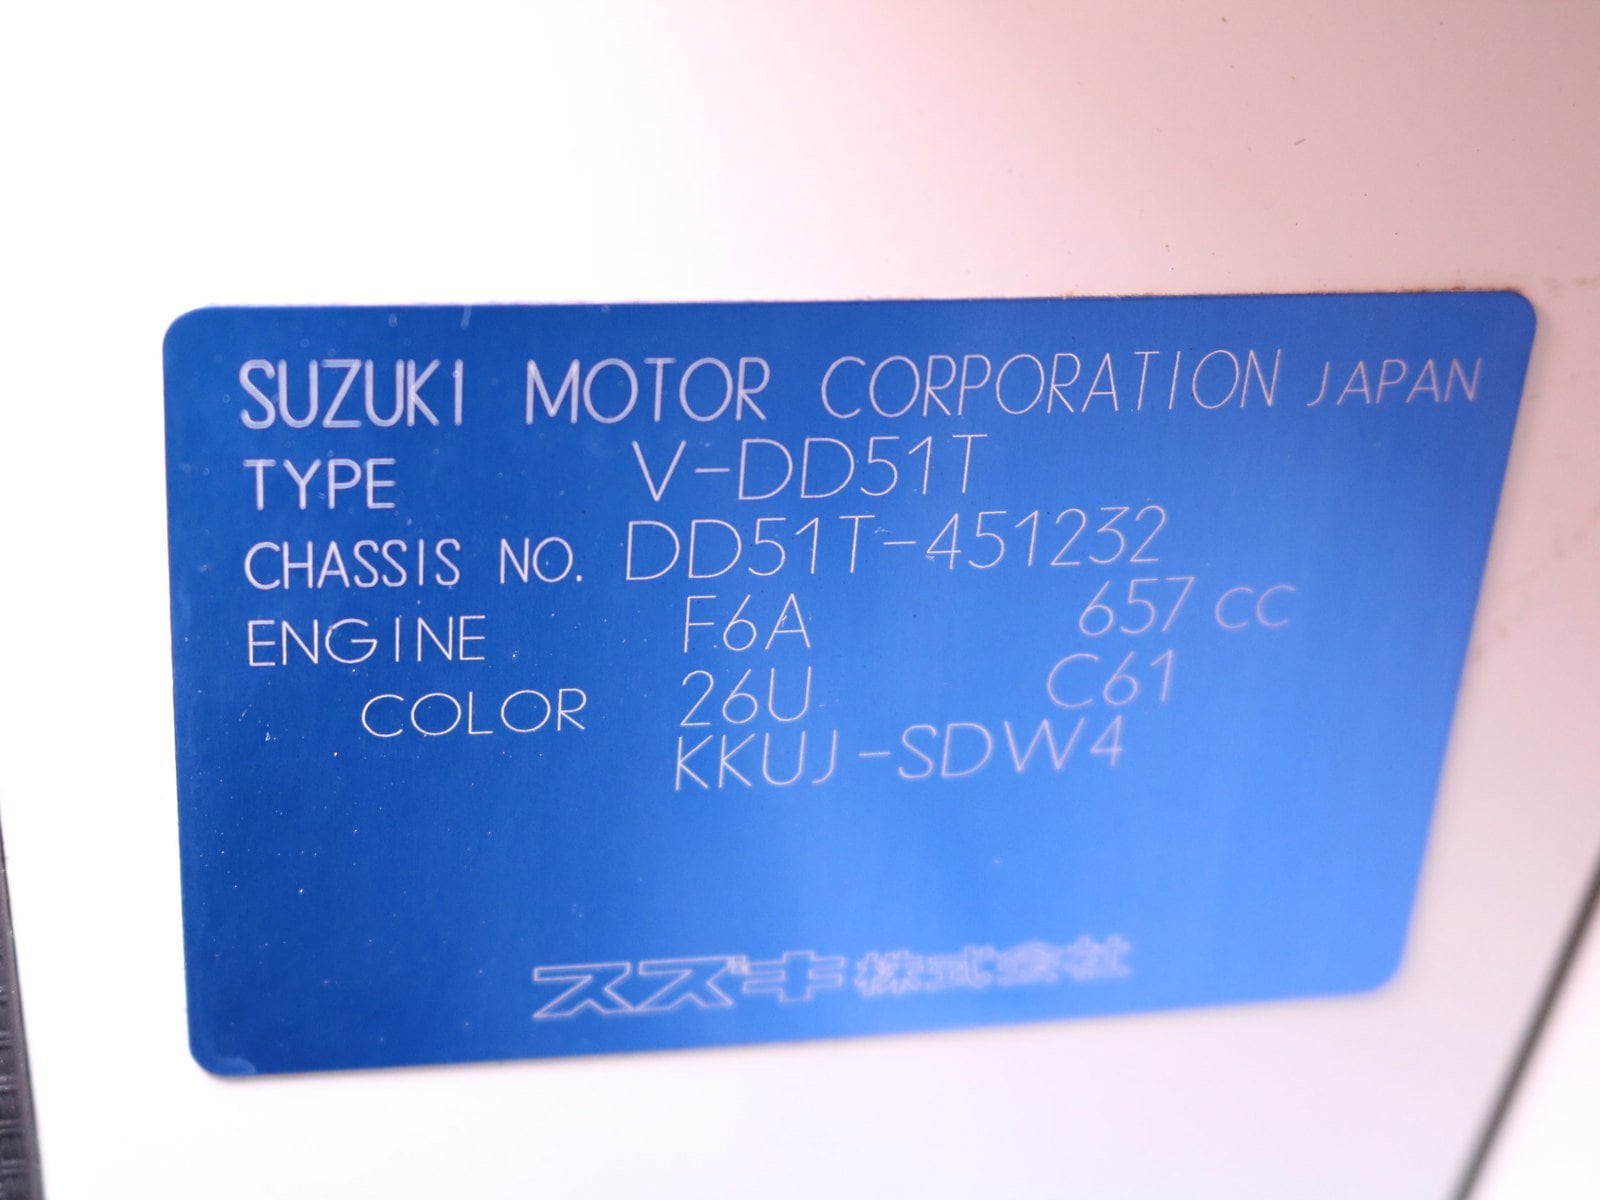 SUZUKI MOTOR CORPORATION JAPAN
TYPE V-DD51T
CHASSIS NO. DD51T-451232
ENGINE F6A 657 CC
COLOR 26U C61
KKUJ-SDW4
スズキ株式会社